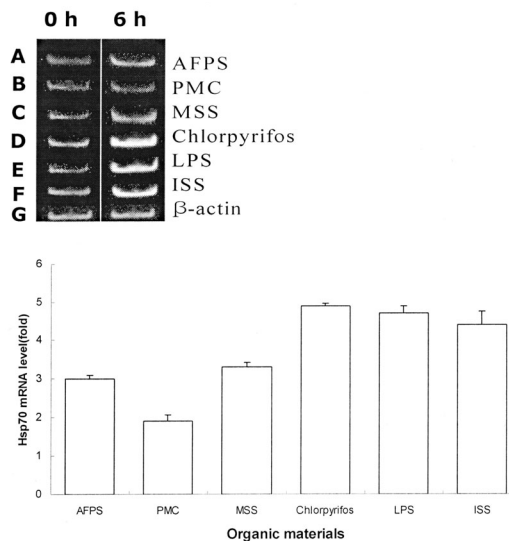 0 h 6 h
A AFPS
B PMC
C MSS
D Chlorpyrifos
E LPS
F ISS
G β-actin
6
5
4
3
2
1
0
Hsp70 mRNA level(fold)
AFPS PMC MSS Chlorpyrifos LPS ISS
Organic materials